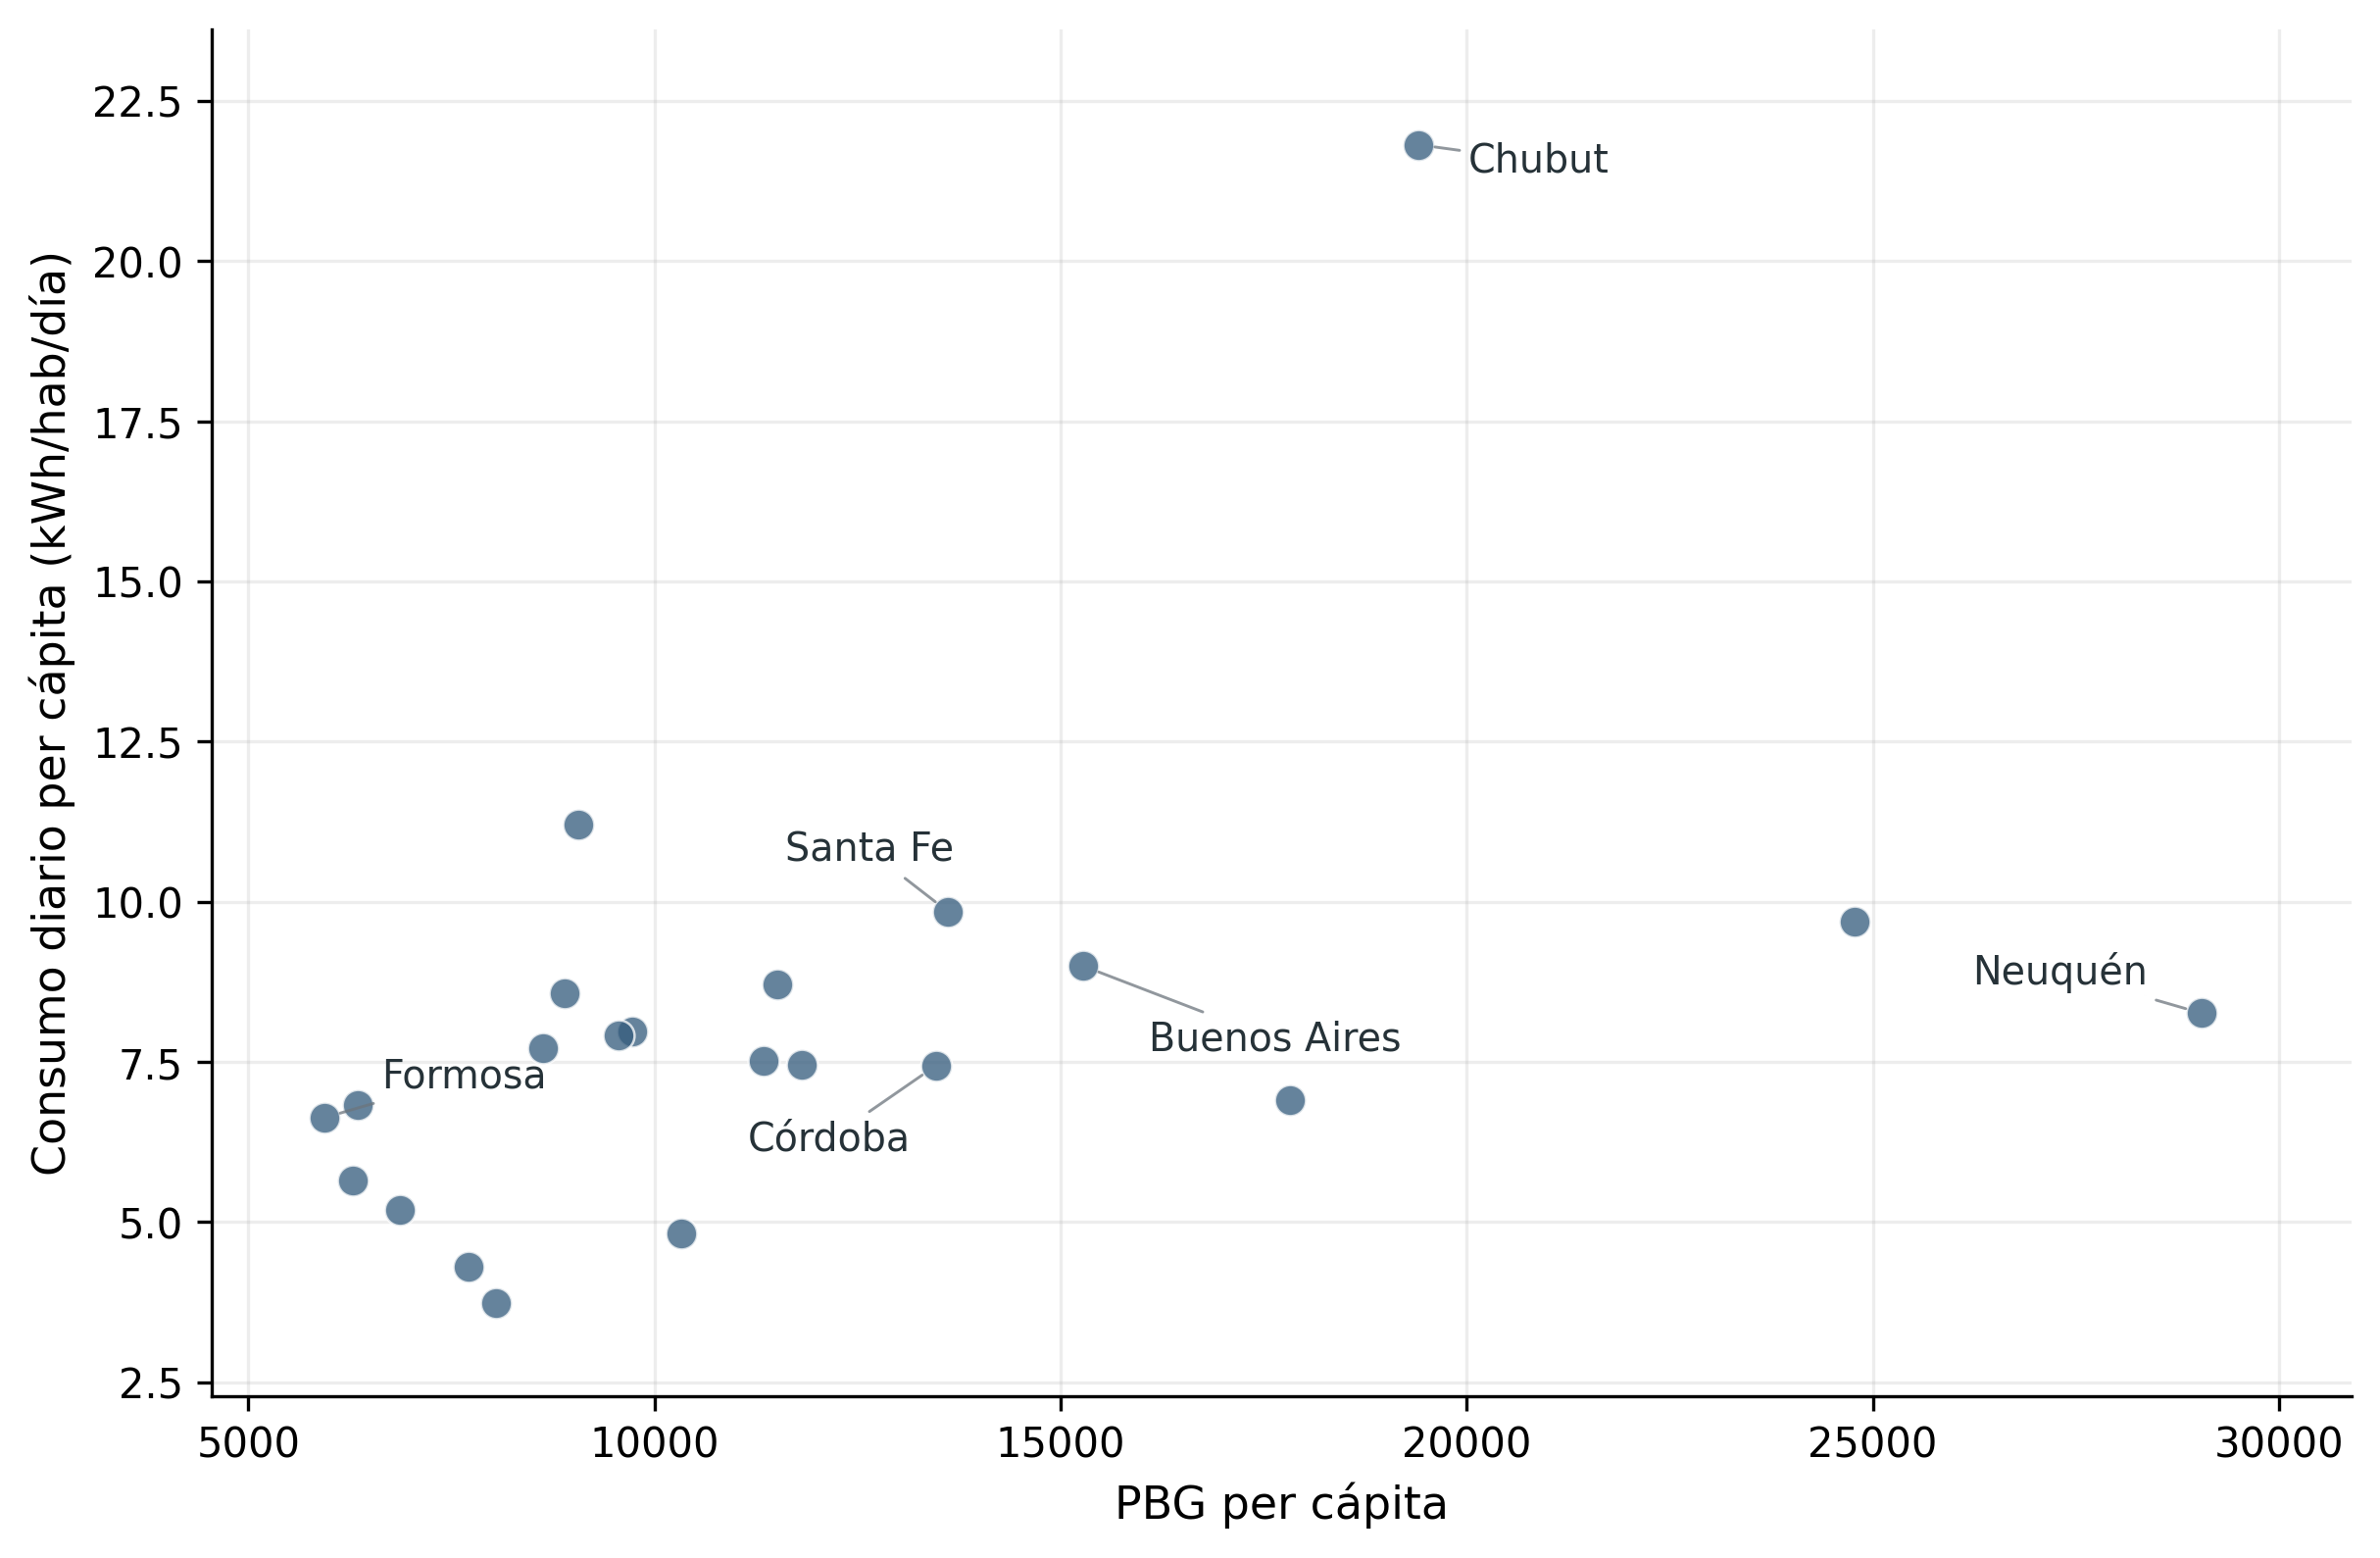 Consumo diario per cápita (kWh/hab/día)
22.5
20.0
17.5
15.0
12.5
10.0
7.5
5.0
2.5
Chubut
Santa Fe
Neuquén
Buenos Aires
Formosa
Córdoba
5000
10000
15000
20000
25000
30000
PBG per cápita